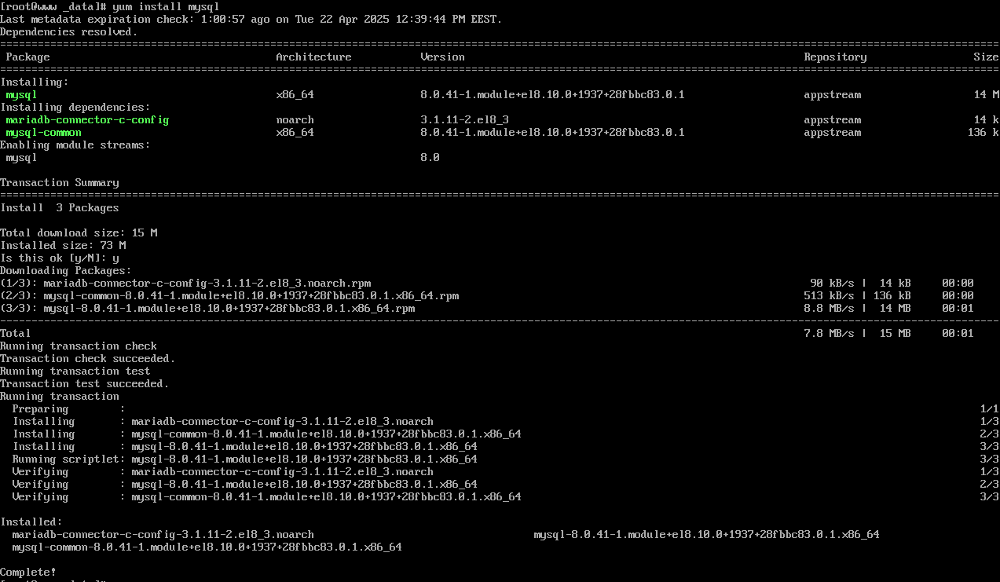 [root@www _data]# yum install mysql
Last metadata expiration check: 1:00:57 ago on Tue 22 Apr 2025 12:39:44 PM EEST.
Dependencies resolved.
================================================================================
Package Architecture Version Repository Size
================================================================================
Installing:
mysql x86_64 8.0.41-1.module+el8.10.0+1937+28fbbc83.0.1 appstream 14 M
Installing dependencies:
mariadb-connector-c-config noarch 3.1.11-2.el8_3 appstream 14 k
mysql-common x86_64 8.0.41-1.module+el8.10.0+1937+28fbbc83.0.1 appstream 136 k
Enabling module streams:
mysql 8.0
Transaction Summary
================================================================================
Install 3 Packages
Total download size: 15 M
Installed size: 73 M
Is this ok [y/N]: y
Downloading Packages:
(1/3): mariadb-connector-c-config-3.1.11-2.el8_3.noarch.rpm 90 kB/s | 14 kB 00:00
(2/3): mysql-common-8.0.41-1.module+el8.10.0+1937+28fbbc83.0.1.x86_64.rpm 513 kB/s | 136 kB 00:00
(3/3): mysql-8.0.41-1.module+el8.10.0+1937+28fbbc83.0.1.x86_64.rpm 8.8 MB/s | 14 MB 00:01
--------------------------------------------------------------------------------
Total 7.8 MB/s | 15 MB 00:01
Running transaction check
Transaction check succeeded.
Running transaction test
Transaction test succeeded.
Running transaction
Preparing : 1/1
Installing : mariadb-connector-c-config-3.1.11-2.el8_3.noarch 1/3
Installing : mysql-common-8.0.41-1.module+el8.10.0+1937+28fbbc83.0.1.x86_64 2/3
Installing : mysql-8.0.41-1.module+el8.10.0+1937+28fbbc83.0.1.x86_64 3/3
Running scriptlet: mysql-8.0.41-1.module+el8.10.0+1937+28fbbc83.0.1.x86_64 3/3
Verifying : mariadb-connector-c-config-3.1.11-2.el8_3.noarch 1/3
Verifying : mysql-8.0.41-1.module+el8.10.0+1937+28fbbc83.0.1.x86_64 2/3
Verifying : mysql-common-8.0.41-1.module+el8.10.0+1937+28fbbc83.0.1.x86_64 3/3
Installed:
mariadb-connector-c-config-3.1.11-2.el8_3.noarch mysql-8.0.41-1.module+el8.10.0+1937+28fbbc83.0.1.x86_64
mysql-common-8.0.41-1.module+el8.10.0+1937+28fbbc83.0.1.x86_64
Complete!